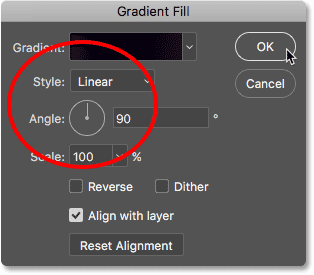 Gradient Fill
Gradient:
OK
Style: Linear
Cancel
Angle: 90 °
Scale: 100 %
Reverse Dither
Align with layer
Reset Alignment